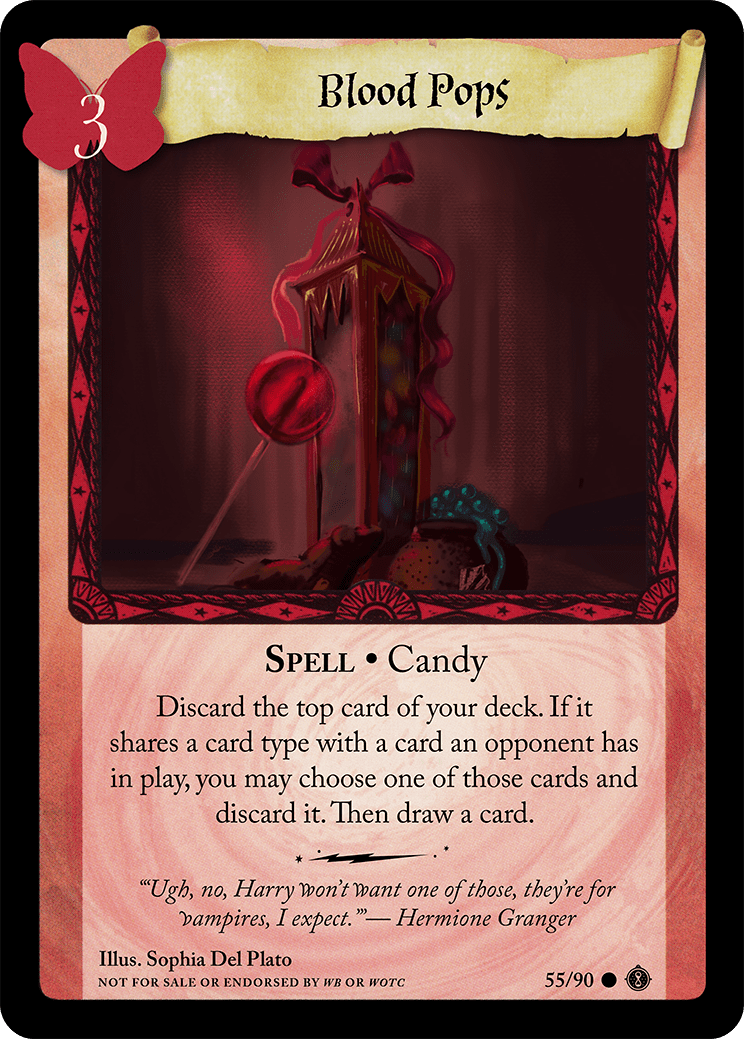 3
Blood Pops
Spell • Candy
Discard the top card of your deck. If it
shares a card type with a card an opponent has
in play, you may choose one of those cards and
discard it. Then draw a card.
“‘Ugh, no, Harry won’t want one of those, they’re for
vampires, I expect.’”— Hermione Granger
Illus. Sophia Del Plato
NOT FOR SALE OR ENDORSED BY WB OR WOTC
55/90